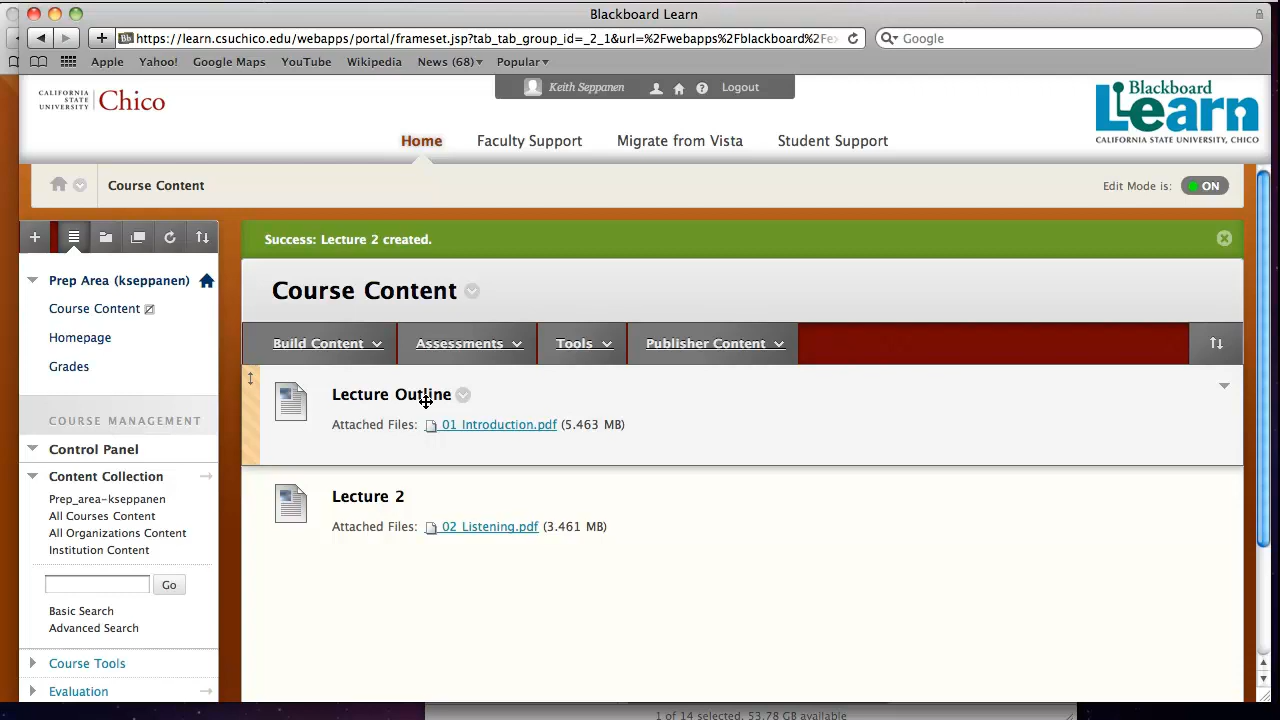 Blackboard Learn
https://learn.csuchico.edu/webapps/portal/frameset.jsp?tab_tab_group_id=_2_1&url=%2Fwebapps%2Fblackboard%2Fe
Google
Apple Yahoo! Google Maps YouTube Wikipedia News (68) Popular
CALIFORNIA STATE UNIVERSITY Chico
Keith Seppanen Logout
Blackboard
Learn
CALIFORNIA STATE UNIVERSITY, CHICO
Home Faculty Support Migrate from Vista Student Support
Course Content
Edit Mode is: ON
Success: Lecture 2 created.
Prep Area (kseppanen)
Course Content
Homepage
Grades
COURSE MANAGEMENT
Control Panel
Content Collection
Prep_area-kseppanen
All Courses Content
All Organizations Content
Institution Content
Go
Basic Search
Advanced Search
Course Tools
Evaluation
Course Content
Build Content Assessments Tools Publisher Content
Lecture Outline
Attached Files: 01 Introduction.pdf (5.463 MB)
Lecture 2
Attached Files: 02 Listening.pdf (3.461 MB)
1 of 14 selected, 53.78 GB available